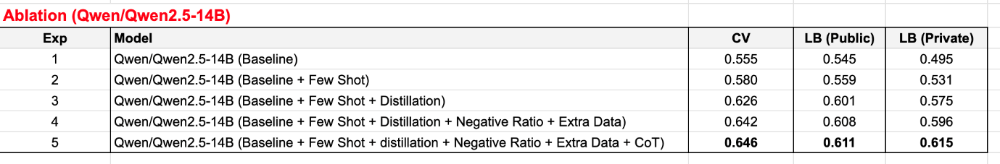 Ablation (Qwen/Qwen2.5-14B)
Exp Model CV LB (Public) LB (Private)
1 Qwen/Qwen2.5-14B (Baseline) 0.555 0.545 0.495
2 Qwen/Qwen2.5-14B (Baseline + Few Shot) 0.580 0.559 0.531
3 Qwen/Qwen2.5-14B (Baseline + Few Shot + Distillation) 0.626 0.601 0.575
4 Qwen/Qwen2.5-14B (Baseline + Few Shot + Distillation + Negative Ratio + Extra Data) 0.642 0.608 0.596
5 Qwen/Qwen2.5-14B (Baseline + Few Shot + distillation + Negative Ratio + Extra Data + CoT) 0.646 0.611 0.615